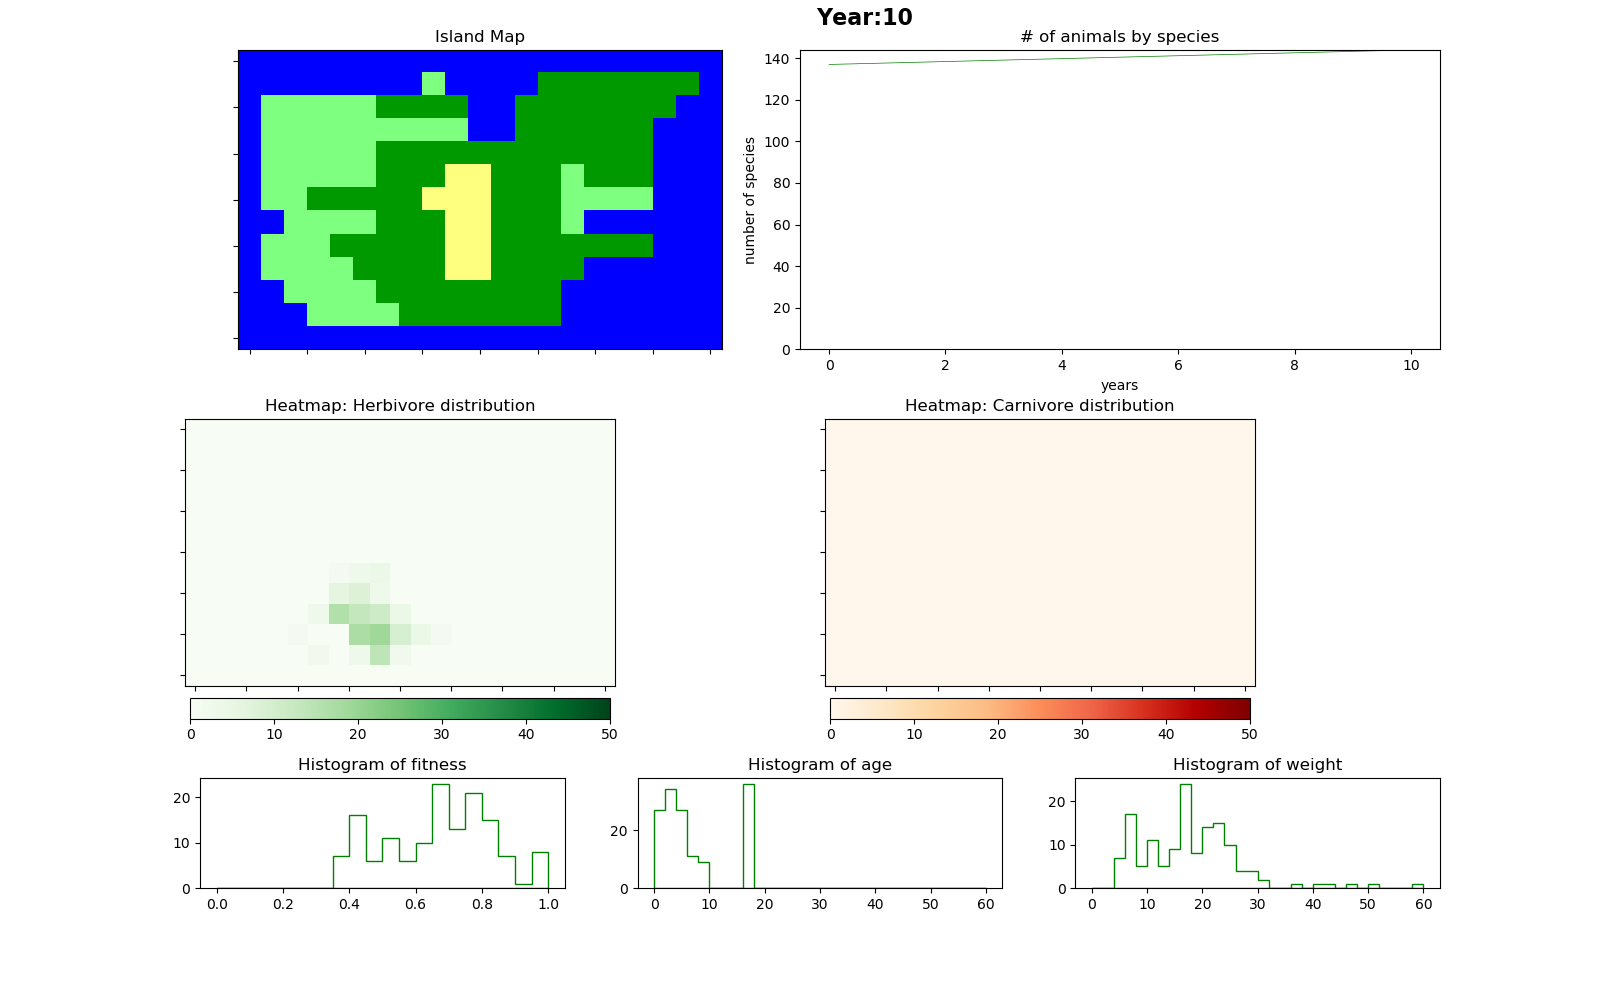 Year:10
Island Map
# of animals by species
140
120
100
80
60
40
20
0
number of species
0 2 4 6 8 10
years
Heatmap: Herbivore distribution
Heatmap: Carnivore distribution
0 10 20 30 40 50
0 10 20 30 40 50
Histogram of fitness
20
10
0
0.0 0.2 0.4 0.6 0.8 1.0
Histogram of age
20
0
0 10 20 30 40 50 60
Histogram of weight
20
10
0
0 10 20 30 40 50 60